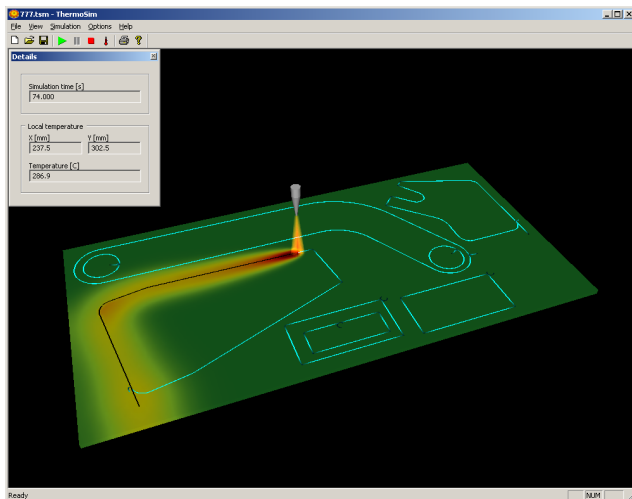 777.tsm - ThermoSim
File View Simulation Options Help
Details
Simulation time [s]
74.000
Local temperature
X [mm] Y [mm]
237.5 302.5
Temperature [C]
286.9
Ready NUM